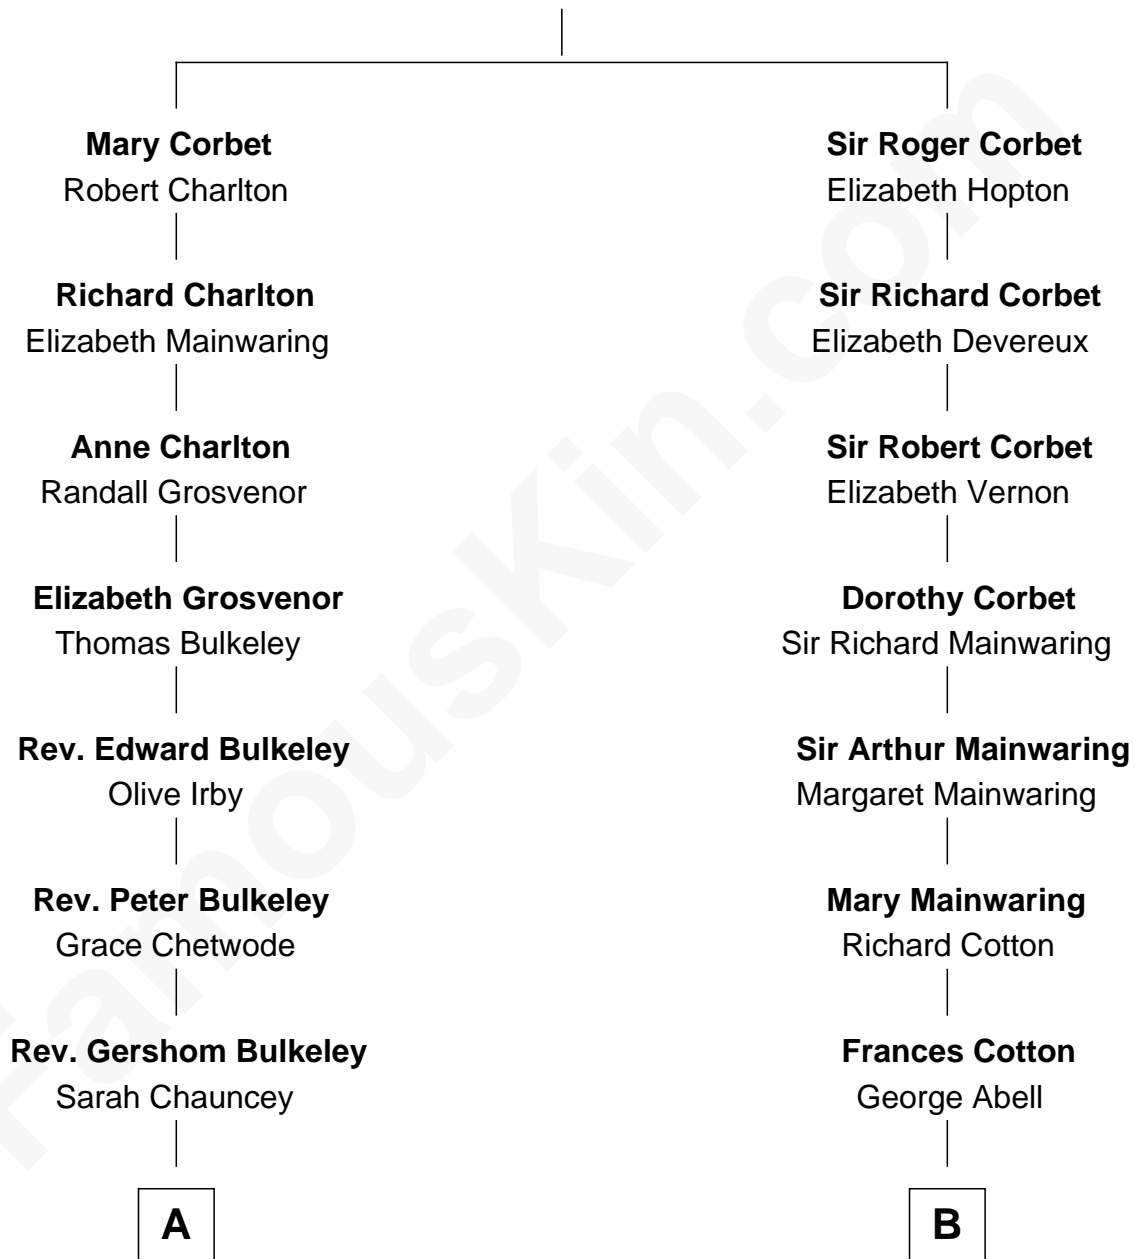 Mary Corbet
Robert Charlton
Richard Charlton
Elizabeth Mainwaring
Anne Charlton
Randall Grosvenor
Elizabeth Grosvenor
Thomas Bulkeley
Rev. Edward Bulkeley
Olive Irby
Rev. Peter Bulkeley
Grace Chetwode
Rev. Gershom Bulkeley
Sarah Chauncey
A
Sir Roger Corbet
Elizabeth Hopton
Sir Richard Corbet
Elizabeth Devereux
Sir Robert Corbet
Elizabeth Vernon
Dorothy Corbet
Sir Richard Mainwaring
Sir Arthur Mainwaring
Margaret Mainwaring
Mary Mainwaring
Richard Cotton
Frances Cotton
George Abell
B
FamousKin.com